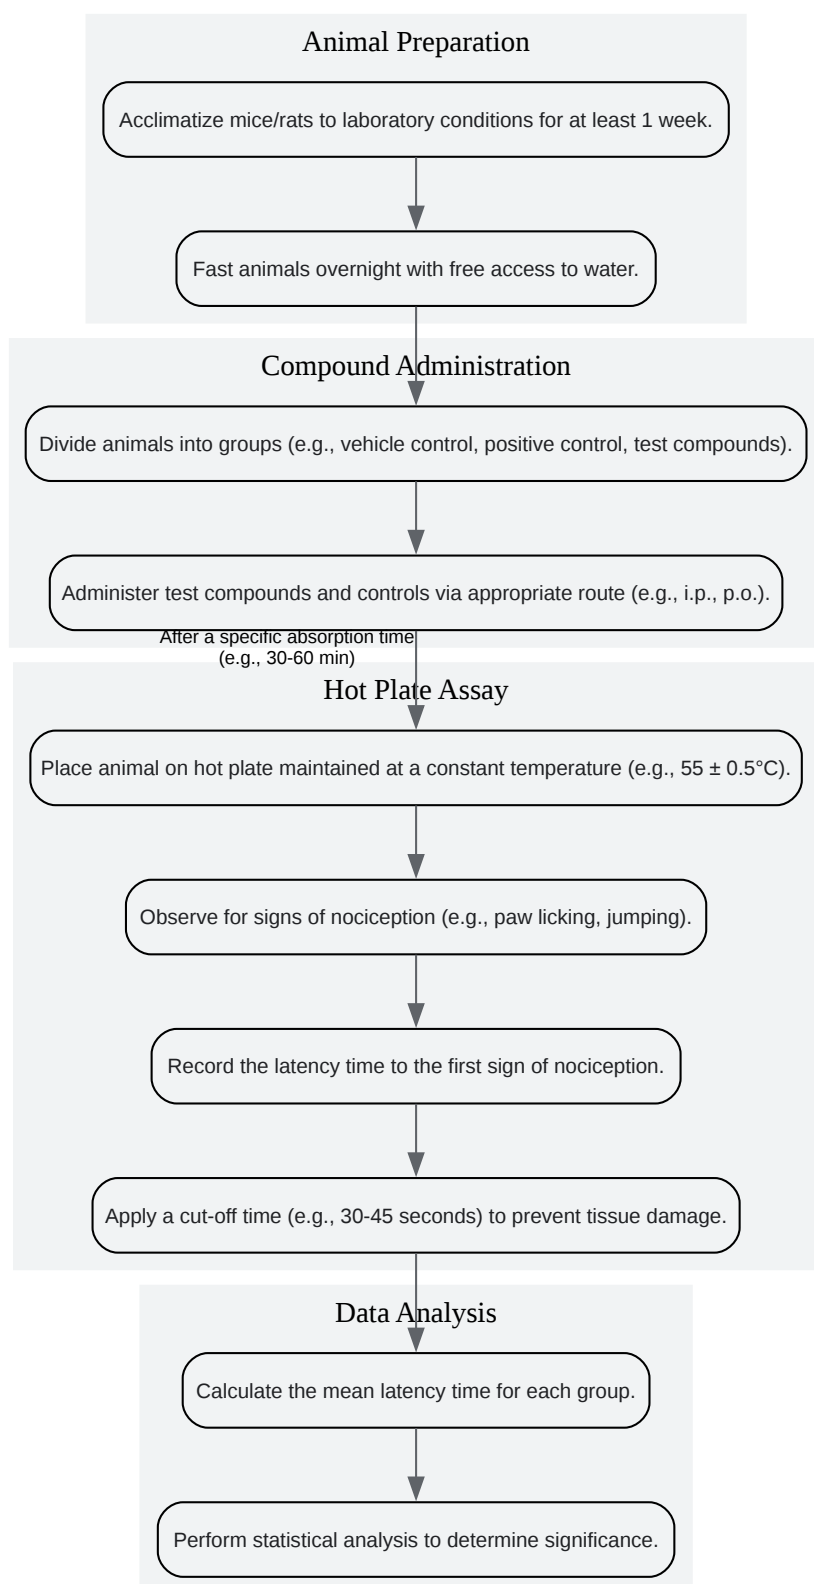 Animal Preparation
Acclimatize mice/rats to laboratory conditions for at least 1 week.
Fast animals overnight with free access to water.
Compound Administration
Divide animals into groups (e.g., vehicle control, positive control, test compounds).
Administer test compounds and controls via appropriate route (e.g., i.p., p.o.).
After a specific absorption time
(e.g., 30-60 min)
Hot Plate Assay
Place animal on hot plate maintained at a constant temperature (e.g., 55 ± 0.5°C).
Observe for signs of nociception (e.g., paw licking, jumping).
Record the latency time to the first sign of nociception.
Apply a cut-off time (e.g., 30-45 seconds) to prevent tissue damage.
Data Analysis
Calculate the mean latency time for each group.
Perform statistical analysis to determine significance.